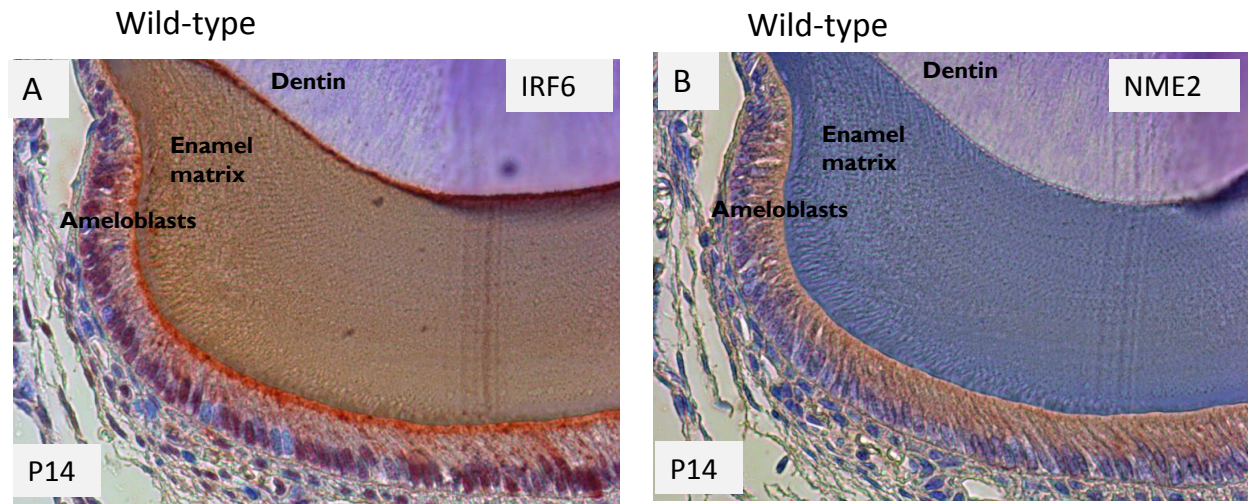 Wild-type
A
Dentin
IRF6
Enamel
matrix
Ameloblasts
P14
Wild-type
B
Dentin
NME2
Enamel
matrix
Ameloblasts
P14